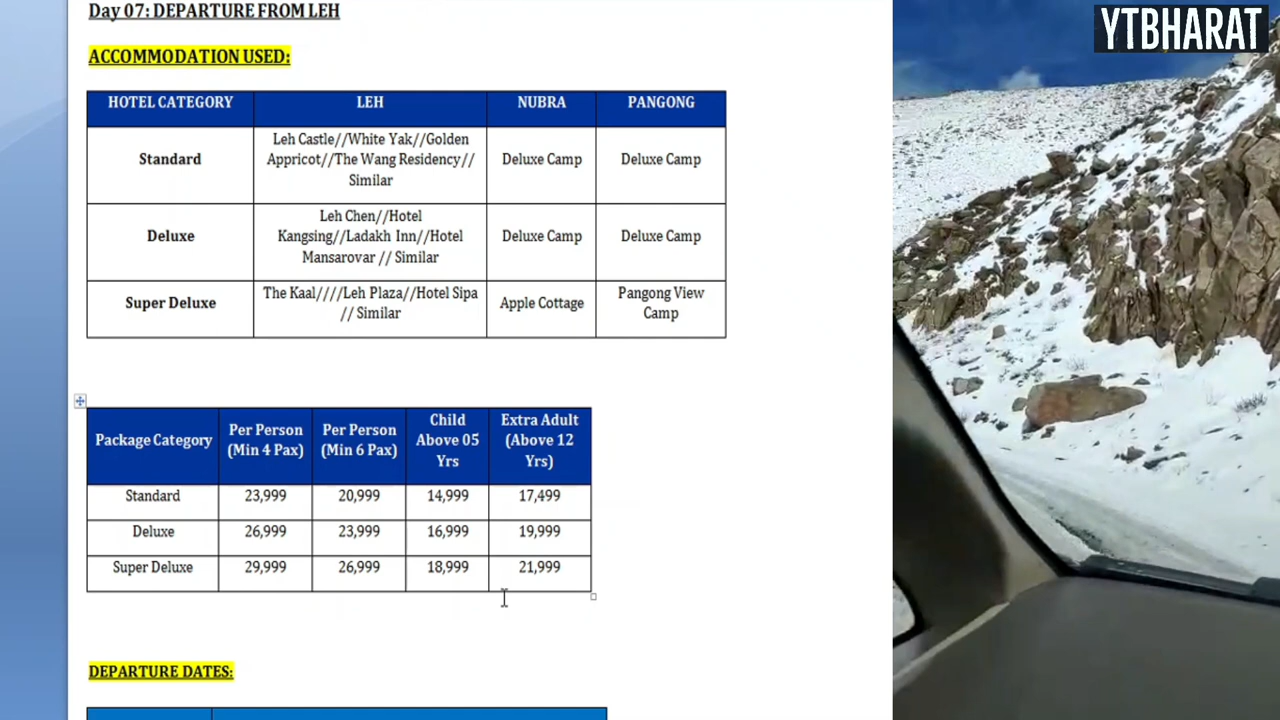 Day 07: DEPARTURE FROM LEH
YTBHARAT
ACCOMMODATION USED:
HOTEL CATEGORY LEH NUBRA PANGONG
Standard
Leh Castle//White Yak//Golden
Appricot//The Wang Residency//
Similar
Deluxe Camp
Deluxe Camp
Deluxe
Leh Chen//Hotel
Kangsing//Ladakh Inn//Hotel
Mansarovar // Similar
Deluxe Camp
Deluxe Camp
Super Deluxe
The Kaal////Leh Plaza//Hotel Sipa
// Similar
Apple Cottage
Pangong View
Camp
Package Category
Per Person
(Min 4 Pax)
Per Person
(Min 6 Pax)
Child
Above 05
Yrs
Extra Adult
(Above 12
Yrs)
Standard 23,999 20,999 14,999 17,499
Deluxe 26,999 23,999 16,999 19,999
Super Deluxe 29,999 26,999 18,999 21,999
DEPARTURE DATES: